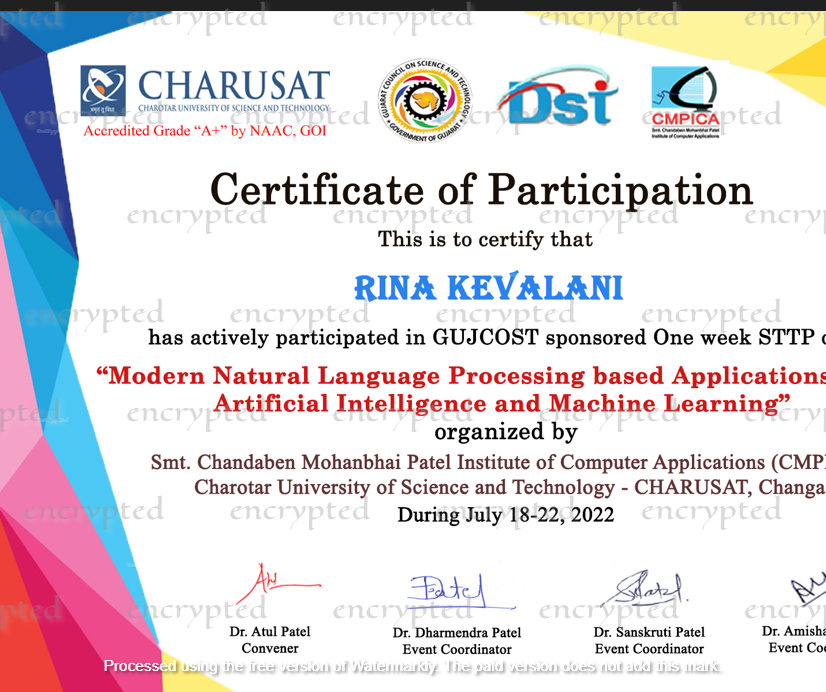 CHARUSAT
CHAROTAR UNIVERSITY OF SCIENCE AND TECHNOLOGY
Accredited Grade “A+” by NAAC, GOI
GUJARAT COUNCIL ON SCIENCE AND TECHNOLOGY
GOVERNMENT OF GUJARAT
DST
CMPICA
Smt. Chandaben Mohanbhai Patel
Institute of Computer Applications
Certificate of Participation
This is to certify that
RINA KEVALANI
has actively participated in GUJCOST sponsored One week STTP
“Modern Natural Language Processing based Applications
Artificial Intelligence and Machine Learning”
organized by
Smt. Chandaben Mohanbhai Patel Institute of Computer Applications (CMPI
Charotar University of Science and Technology - CHARUSAT, Changa
During July 18-22, 2022
Dr. Atul Patel
Convener
Dr. Dharmendra Patel
Event Coordinator
Dr. Sanskruti Patel
Event Coordinator
Dr. Amisha
Event Coo
encrypted
Processed using the free version of Watermarkly. The paid version does not add this mark.